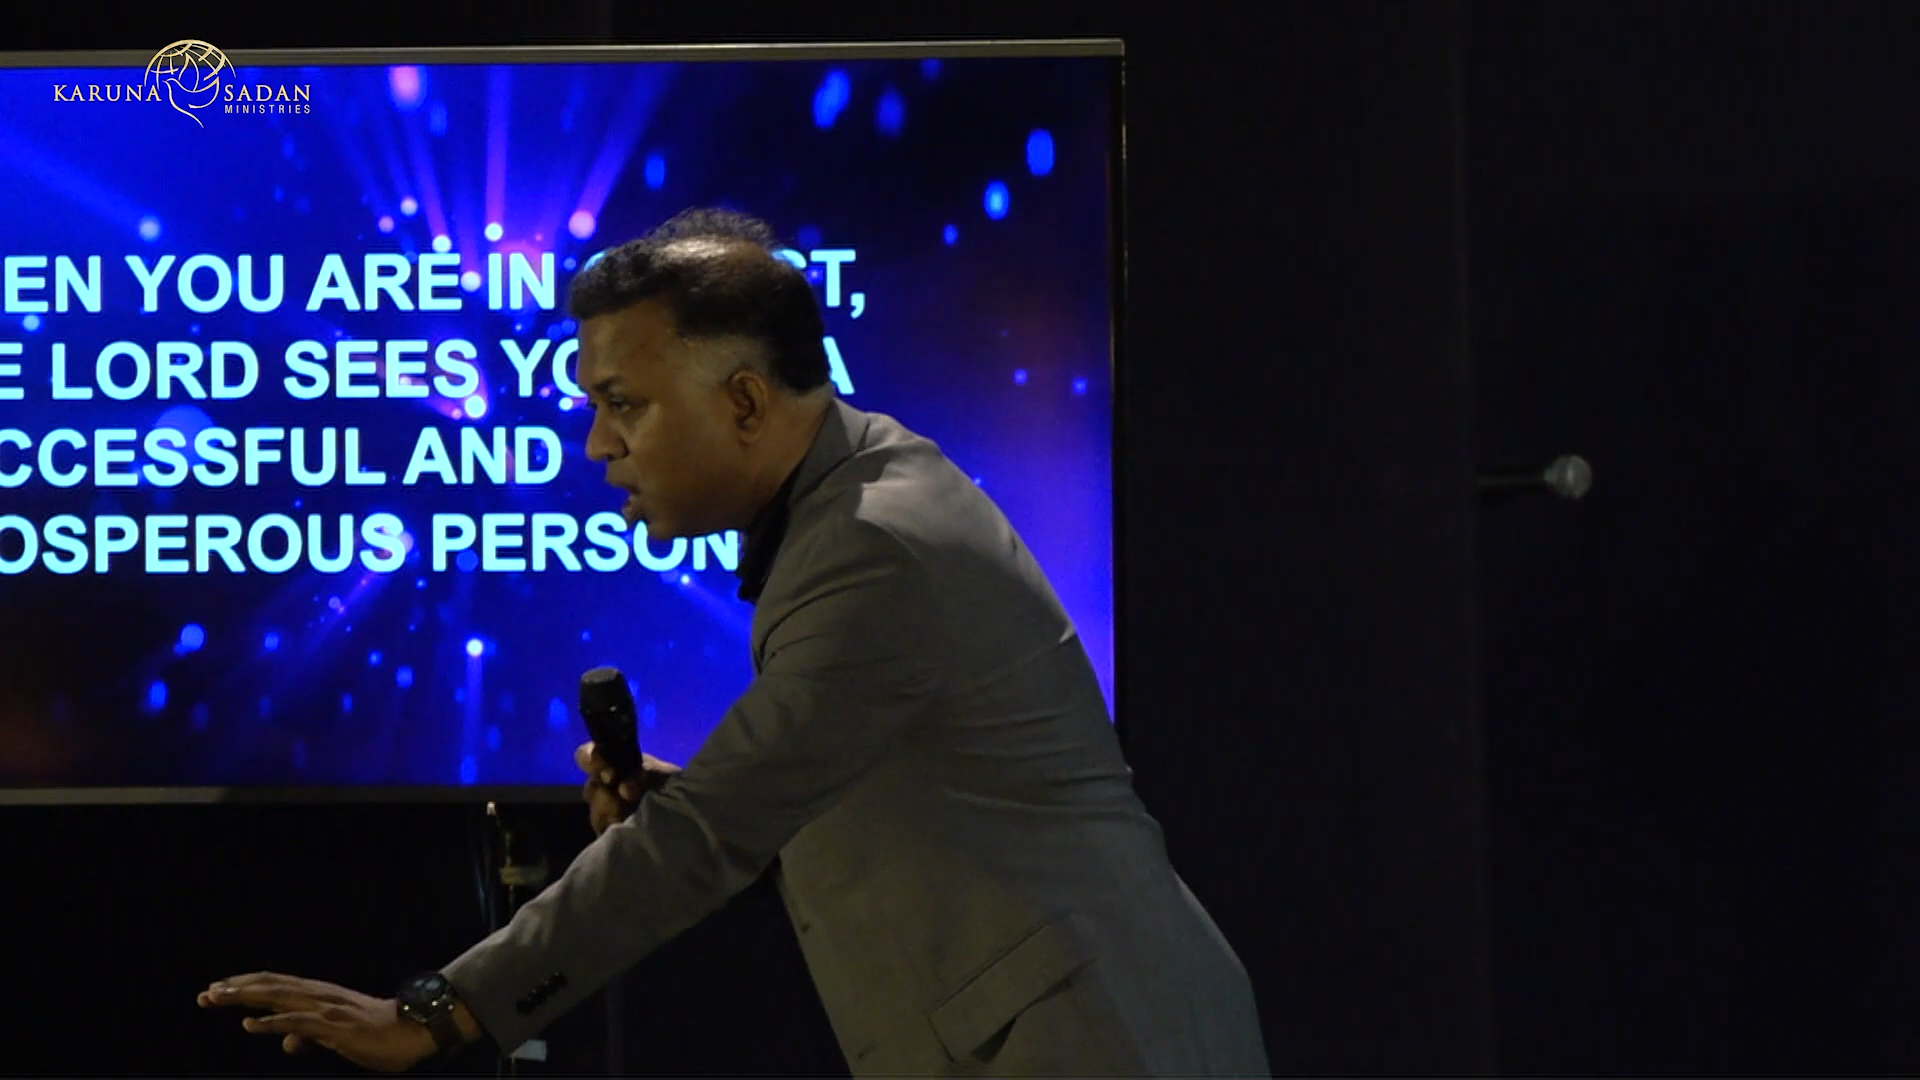 KARUNA SADAN
MINISTRIES
EN YOU ARE IN
LORD SEES
CCESSFUL AND
OSPEROUS PERSON